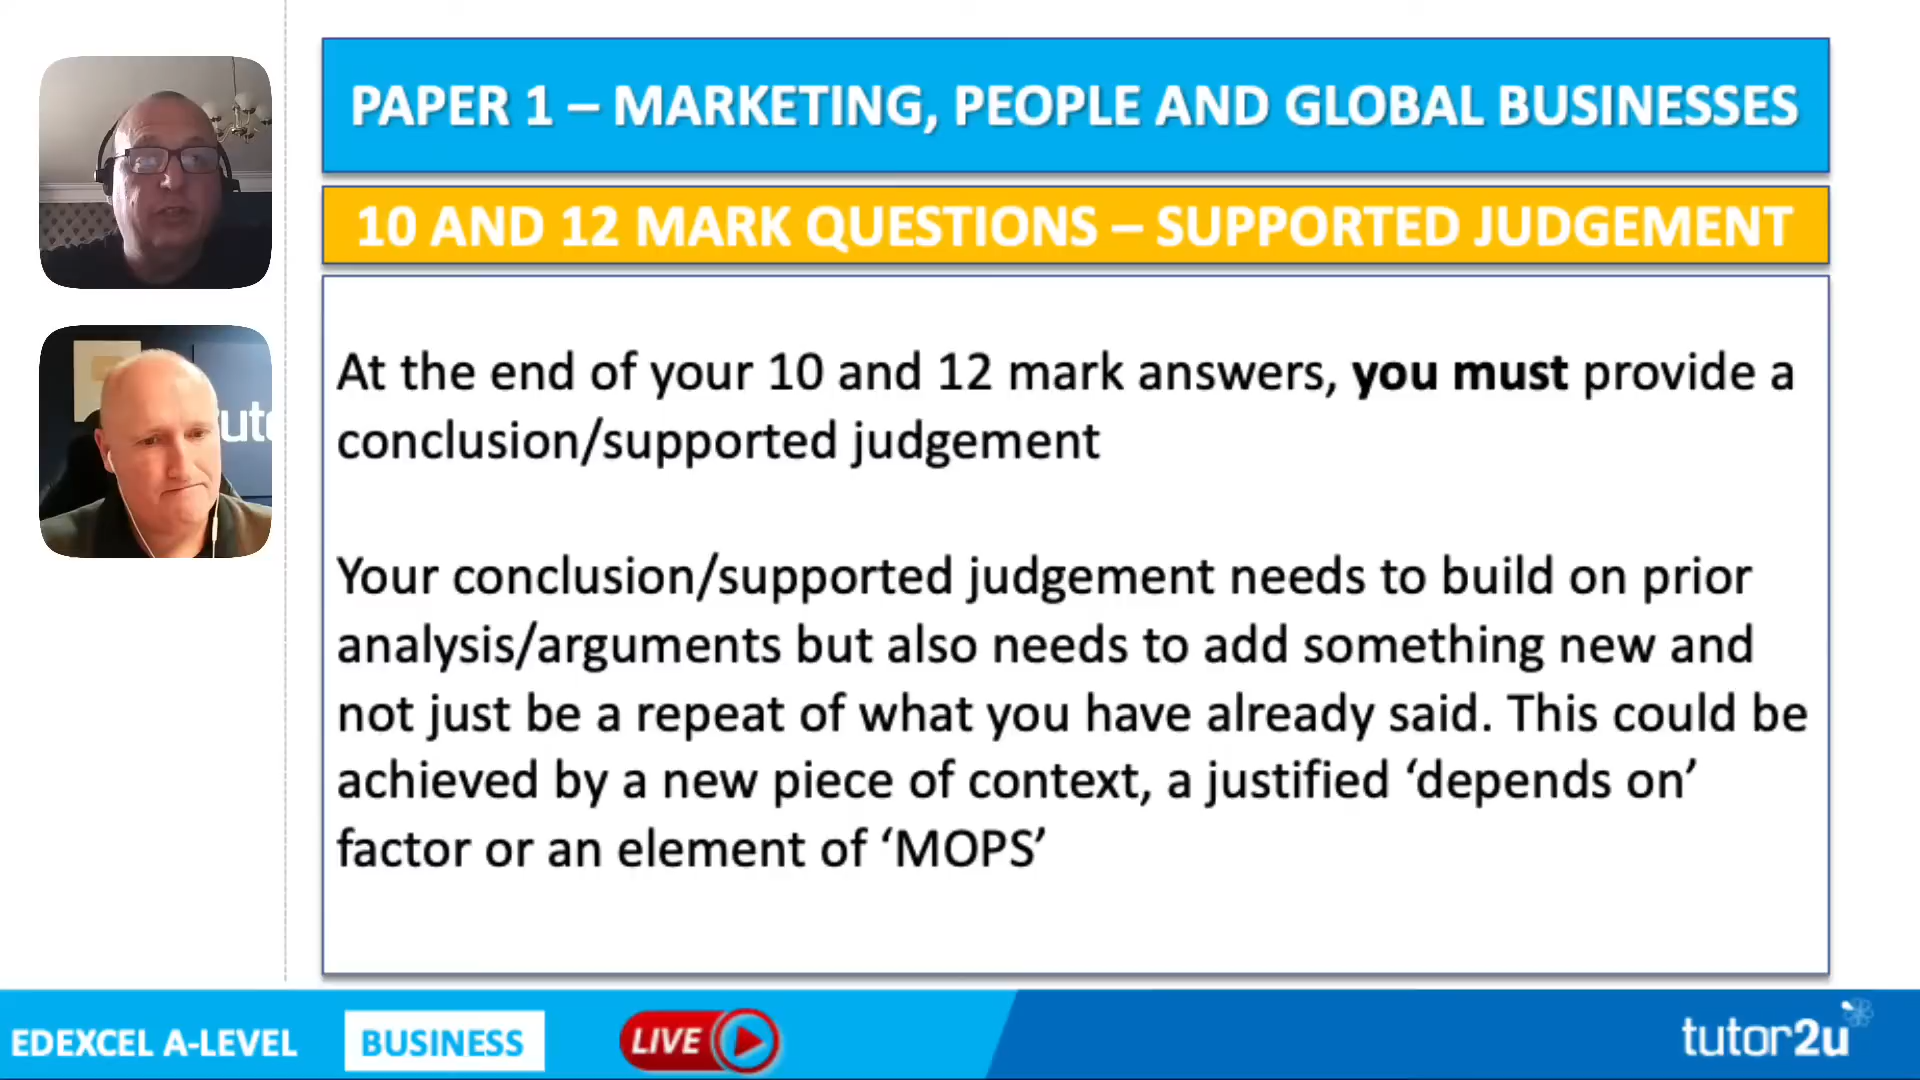 PAPER 1 – MARKETING, PEOPLE AND GLOBAL BUSINESSES
10 AND 12 MARK QUESTIONS – SUPPORTED JUDGEMENT
At the end of your 10 and 12 mark answers, you must provide a
conclusion/supported judgement
Your conclusion/supported judgement needs to build on prior
analysis/arguments but also needs to add something new and
not just be a repeat of what you have already said. This could be
achieved by a new piece of context, a justified ‘depends on’
factor or an element of ‘MOPS’
ute
EDEXCEL A-LEVEL
BUSINESS
LIVE
tutor2u